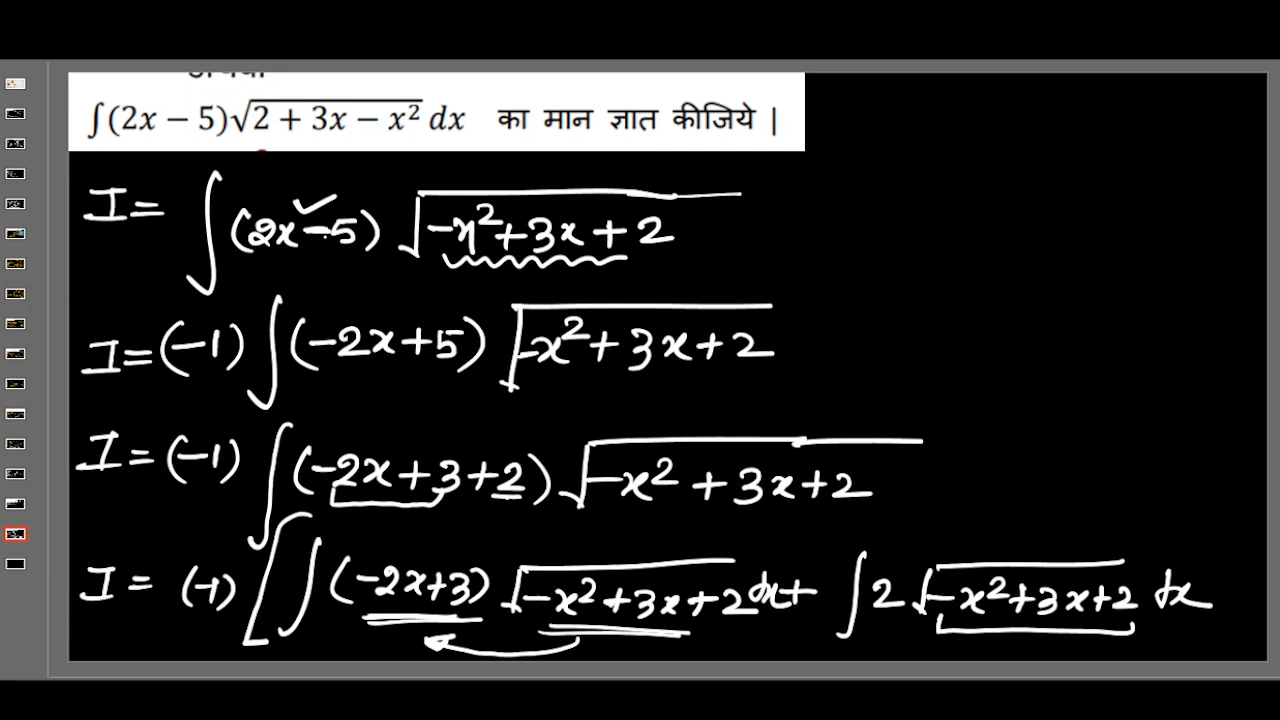 ∫(2x − 5)√2 + 3x − x² dx का मान ज्ञात कीजिये |
I = ∫ (2x − 5) √-x² + 3x + 2
I = (-1) ∫ (-2x + 5) √-x² + 3x + 2
I = (-1) ∫ (-2x + 3 + 2) √-x² + 3x + 2
I = (-1) [ ∫ (-2x + 3) √-x² + 3x + 2 dx + ∫ 2 √-x² + 3x + 2 dx